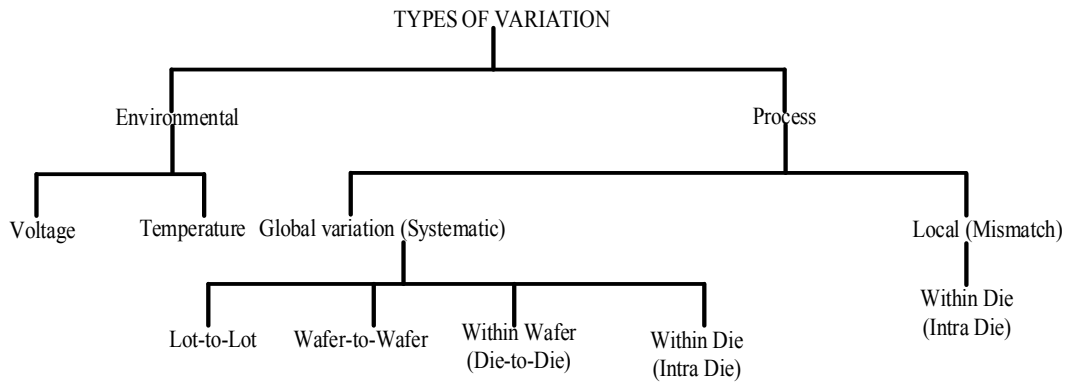 TYPES OF VARIATION
Environmental
Process
Voltage
Temperature
Global variation (Systematic)
Local (Mismatch)
Lot-to-Lot
Wafer-to-Wafer
Within Wafer
(Die-to-Die)
Within Die
(Intra Die)
Within Die
(Intra Die)